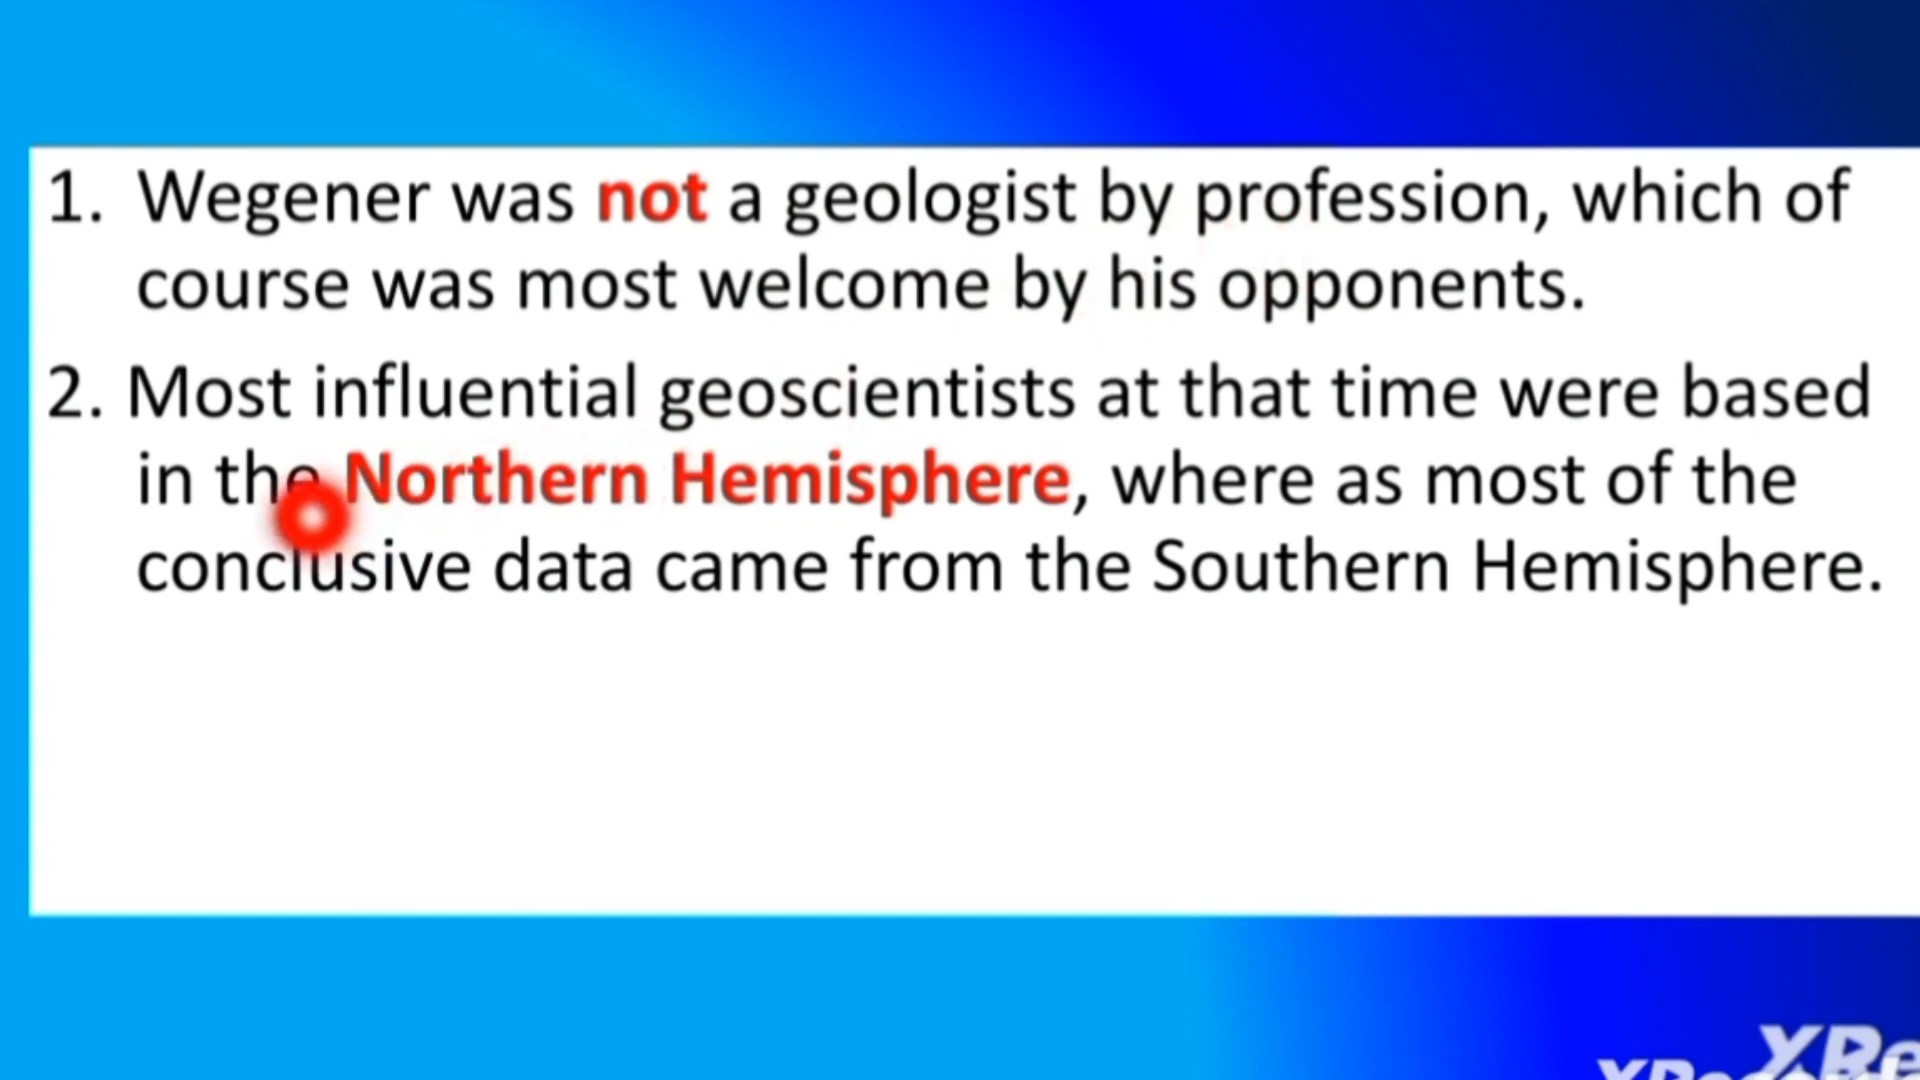 1. Wegener was not a geologist by profession, which of
course was most welcome by his opponents.
2. Most influential geoscientists at that time were based
in the Northern Hemisphere, where as most of the
conclusive data came from the Southern Hemisphere.